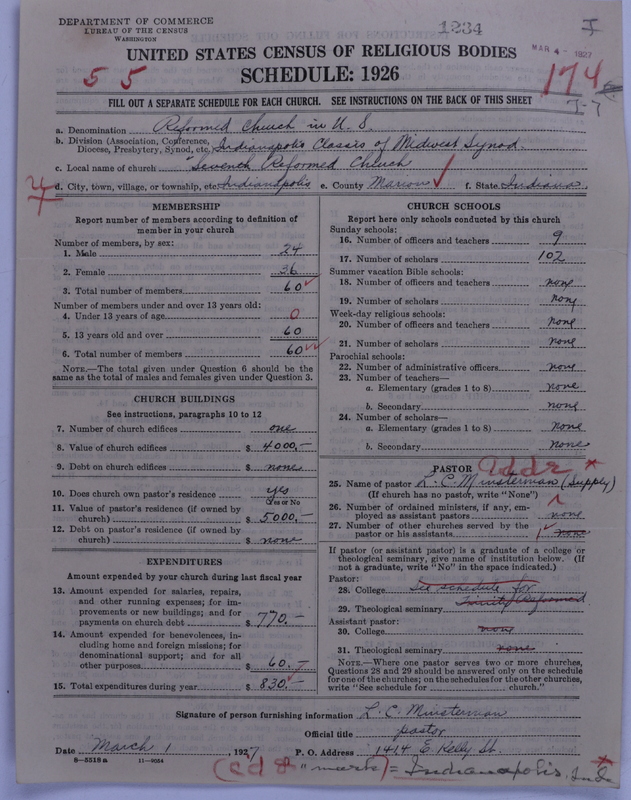 DEPARTMENT OF COMMERCE
BUREAU OF THE CENSUS
WASHINGTON
1234
I
MAR 4 - 1927
UNITED STATES CENSUS OF RELIGIOUS BODIES
5 5
SCHEDULE: 1926
174
FILL OUT A SEPARATE SCHEDULE FOR EACH CHURCH. SEE INSTRUCTIONS ON THE BACK OF THIS SHEET
I-7
a. Denomination Reformed Church in U. S.
b. Division (Association, Conference, Diocese, Presbytery, Synod, etc.) Indianapolis Classis of Midwest Synod.
c. Local name of church Seventh Reformed Church
d. City, town, village, or township, etc. Indianapolis e. County Marion f. State Indiana.
MEMBERSHIP
Report number of members according to definition of
member in your church
Number of members, by sex:
1. Male 24
2. Female 36
3. Total number of members 60
Number of members under and over 13 years old:
4. Under 13 years of age 0
5. 13 years old and over 60
6. Total number of members 60
NOTE.—The total given under Question 6 should be
same as the total of males and females given under Question 3.
CHURCH BUILDINGS
See instructions, paragraphs 10 to 12
7. Number of church edifices one
8. Value of church edifices $ 4000.—
9. Debt on church edifices $ none
10. Does church own pastor's residence yes
Yes or No
11. Value of pastor's residence (if owned by
church) $ 5000.—
12. Debt on pastor's residence (if owned by
church) $ none
EXPENDITURES
Amount expended by your church during last fiscal year
13. Amount expended for salaries, repairs,
and other running expenses; for im-
provements or new buildings; and for
payments on church debt $ 770.—
14. Amount expended for benevolences, in-
cluding home and foreign missions; for
denominational support; and for all
other purposes $ 60.—
15. Total expenditures during year $ 830.—
CHURCH SCHOOLS
Report here only schools conducted by this church
Sunday schools:
16. Number of officers and teachers 9
17. Number of scholars 102
Summer vacation Bible schools:
18. Number of officers and teachers none
19. Number of scholars none
Week-day religious schools:
20. Number of officers and teachers none
21. Number of scholars none
Parochial schools:
22. Number of administrative officers none
23. Number of teachers—
a. Elementary (grades 1 to 8) none
b. Secondary none
24. Number of scholars—
a. Elementary (grades 1 to 8) none
b. Secondary none
PASTOR Addr *
25. Name of pastor L. C. Minsterman (Supply)
(If church has no pastor, write "None")
26. Number of ordained ministers, if any, em-
ployed as assistant pastors none
27. Number of other churches served by the
pastor or his assistants 1 none
If pastor (or assistant pastor) is a graduate of a college or
theological seminary, give name of institution below. (If
not a graduate, write "No" in the space indicated.)
Pastor:
28. College See schedule for
29. Theological seminary Trinity Reformed
Assistant pastor:
30. College none
31. Theological seminary none
NOTE.—Where one pastor serves two or more churches,
Questions 28 and 29 should be answered only on the schedule
for one of the churches; on the schedules for the other churches,
write "See schedule for church."
Signature of person furnishing information L. C. Minsterman
Official title pastor
Date March 1, 1927 P. O. Address 1414 E. Kelly St.
8—5519a 11—9024
= Indianapolis, Ind. *